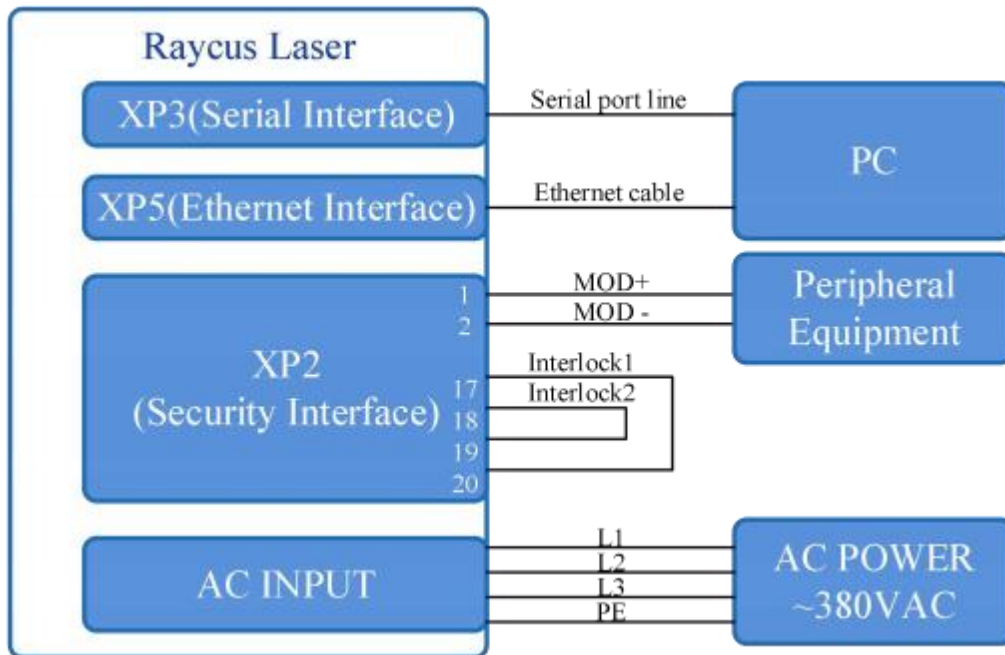 Raycus Laser
XP3(Serial Interface)
Serial port line
PC
XP5(Ethernet Interface)
Ethernet cable
XP2
(Security Interface)
1
2
17
18
19
20
MOD+
MOD -
Peripheral
Equipment
Interlock1
Interlock2
AC INPUT
L1
L2
L3
PE
AC POWER
~380VAC